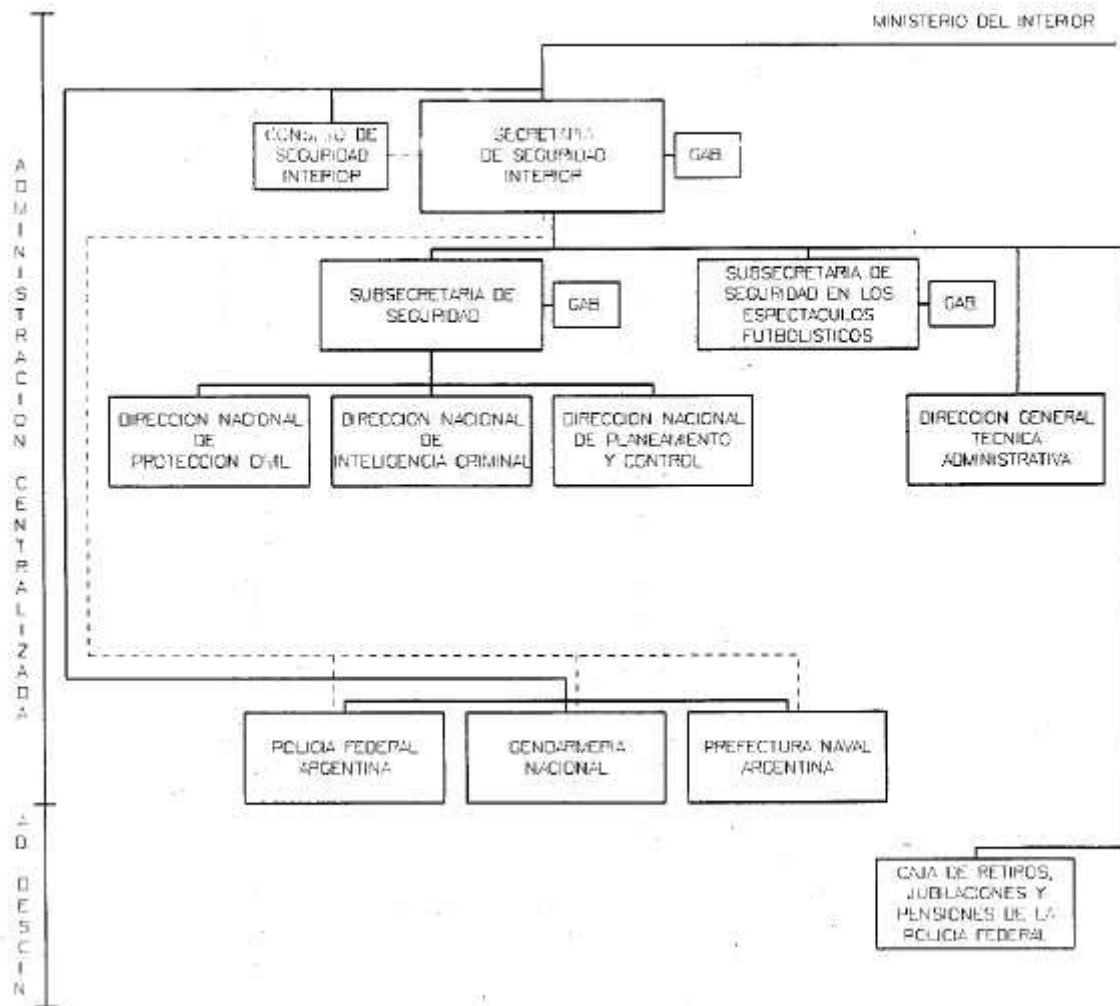 MINISTERIO DEL INTERIOR
CONSEJO DE
SEGURIDAD
INTERIOR
SECRETARIA
DE SEGURIDAD
INTERIOR
GAB.
SUBSECRETARIA DE
SEGURIDAD
GAB.
SUBSECRETARIA DE
SEGURIDAD EN LOS
ESPECTACULOS
FUTBOLISTICOS
GAB.
DIRECCION NACIONAL
DE
PROTECCION CIVIL
DIRECCION NACIONAL
DE
INTELIGENCIA CRIMINAL
DIRECCION NACIONAL
DE PLANEAMIENTO
Y CONTROL
DIRECCION GENERAL
TECNICA
ADMINISTRATIVA
ADMINISTRACION CENTRALIZADA
POLICIA FEDERAL
ARGENTINA
GENDARMERIA
NACIONAL
PREFECTURA NAVAL
ARGENTINA
AD. DESC IN
CAJA DE RETIROS,
JUBILACIONES Y
PENSIONES DE LA
POLICIA FEDERAL